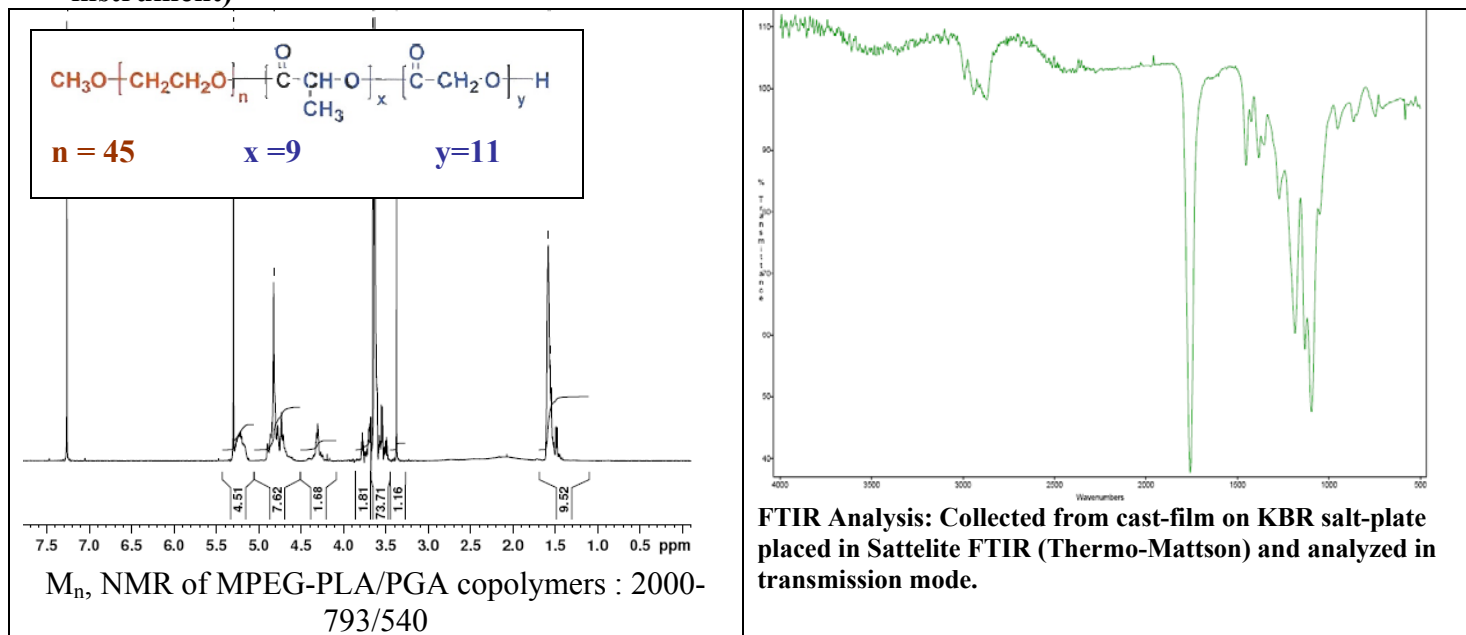 instrument)
CH₃O [CH₂CH₂O]n [C CH O]x [C CH₂ O]y H
O
O
CH₃
n = 45 x =9 y=11
4.51 7.62 1.68 1.81 73.71 1.16 9.52
7.5 7.0 6.5 6.0 5.5 5.0 4.5 4.0 3.5 3.0 2.5 2.0 1.5 1.0 0.5 ppm
Mn, NMR of MPEG-PLA/PGA copolymers : 2000-
793/540
110
100
90
80
70
60
50
40
% Transmittance
4000 3500 3000 2500 2000 1500 1000 500
Wavenumbers
FTIR Analysis: Collected from cast-film on KBR salt-plate
placed in Sattelite FTIR (Thermo-Mattson) and analyzed in
transmission mode.